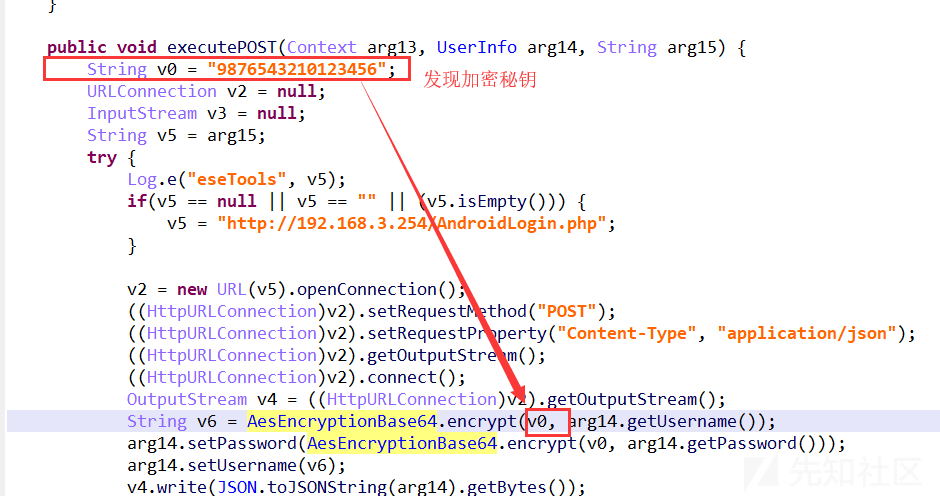 }
public void executePOST(Context arg13, UserInfo arg14, String arg15) {
String v0 = "9876543210123456";
发现加密秘钥
URLConnection v2 = null;
InputStream v3 = null;
String v5 = arg15;
try {
Log.e("eseTools", v5);
if(v5 == null || v5 == "" || (v5.isEmpty())) {
v5 = "http://192.168.3.254/AndroidLogin.php";
}
v2 = new URL(v5).openConnection();
((HttpURLConnection)v2).setRequestMethod("POST");
((HttpURLConnection)v2).setRequestProperty("Content-Type", "application/json");
((HttpURLConnection)v2).getOutputStream();
((HttpURLConnection)v2).connect();
OutputStream v4 = ((HttpURLConnection)v2).getOutputStream();
String v6 = AesEncryptionBase64.encrypt(v0, arg14.getUsername());
arg14.setPassword(AesEncryptionBase64.encrypt(v0, arg14.getPassword()));
arg14.setUsername(v6);
v4.write(JSON.toJSONString(arg14).getBytes());
先知社区